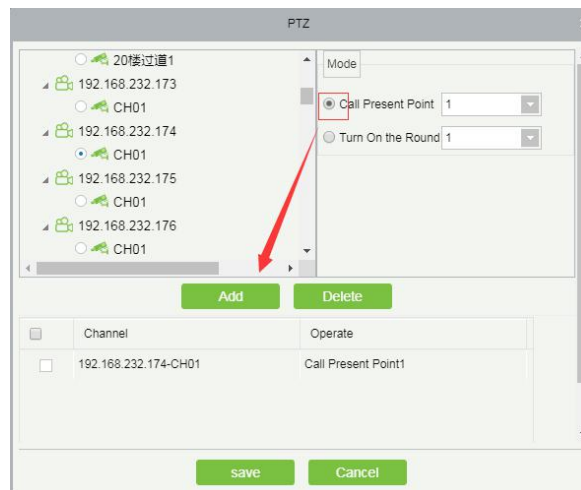 PTZ
20楼过道1
192.168.232.173
CH01
192.168.232.174
CH01
192.168.232.175
CH01
192.168.232.176
CH01
Mode
Call Present Point 1
Turn On the Round 1
Add Delete
Channel Operate
192.168.232.174-CH01 Call Present Point1
save Cancel